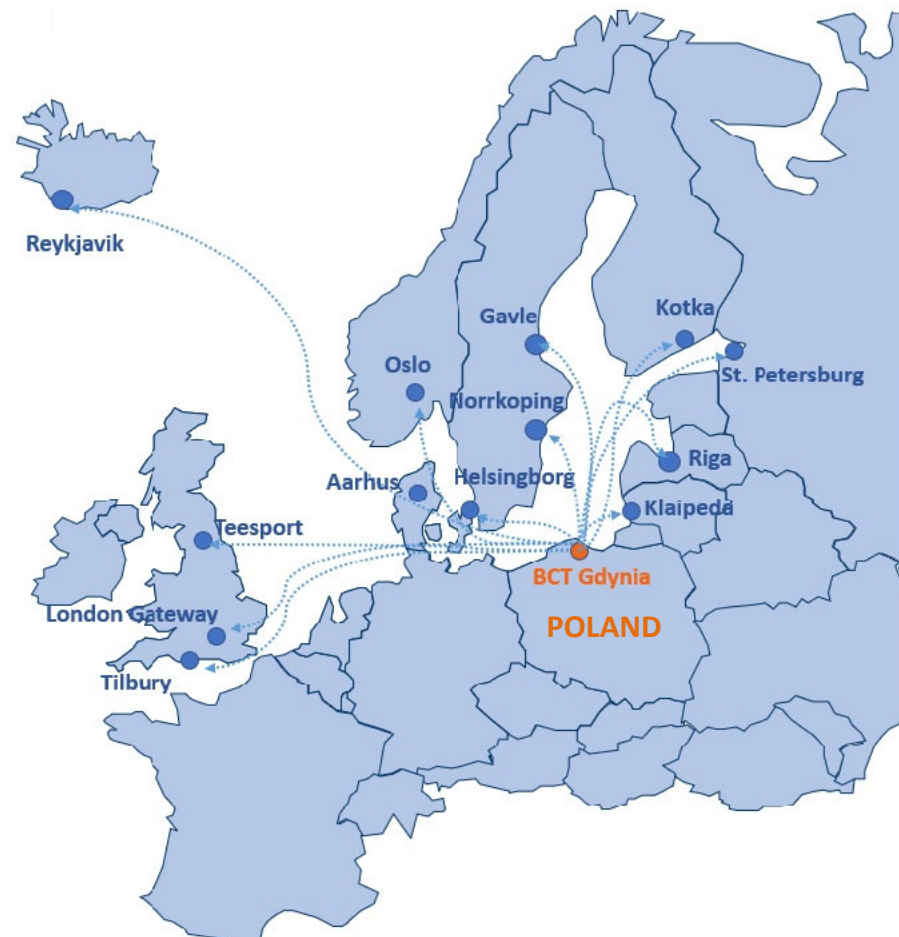 Reykjavik
Kotka
Gavle
Oslo
St. Petersburg
Norrkoping
Riga
Aarhus
Helsingborg
Klaipeda
Teesport
BCT Gdynia
London Gateway
POLAND
Tilbury